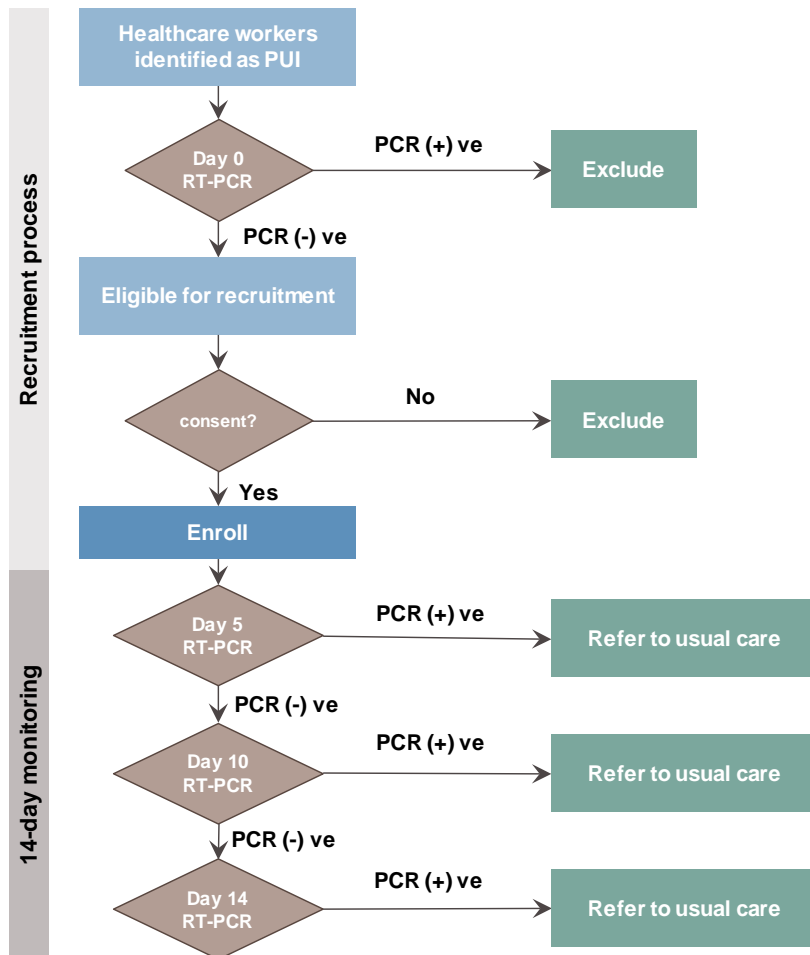 Recruitment process
Healthcare workers
identified as PUI
Day 0
RT-PCR
PCR (+) ve
Exclude
PCR (-) ve
Eligible for recruitment
consent?
No
Exclude
Yes
Enroll
14-day monitoring
Day 5
RT-PCR
PCR (+) ve
Refer to usual care
PCR (-) ve
Day 10
RT-PCR
PCR (+) ve
Refer to usual care
PCR (-) ve
Day 14
RT-PCR
PCR (+) ve
Refer to usual care